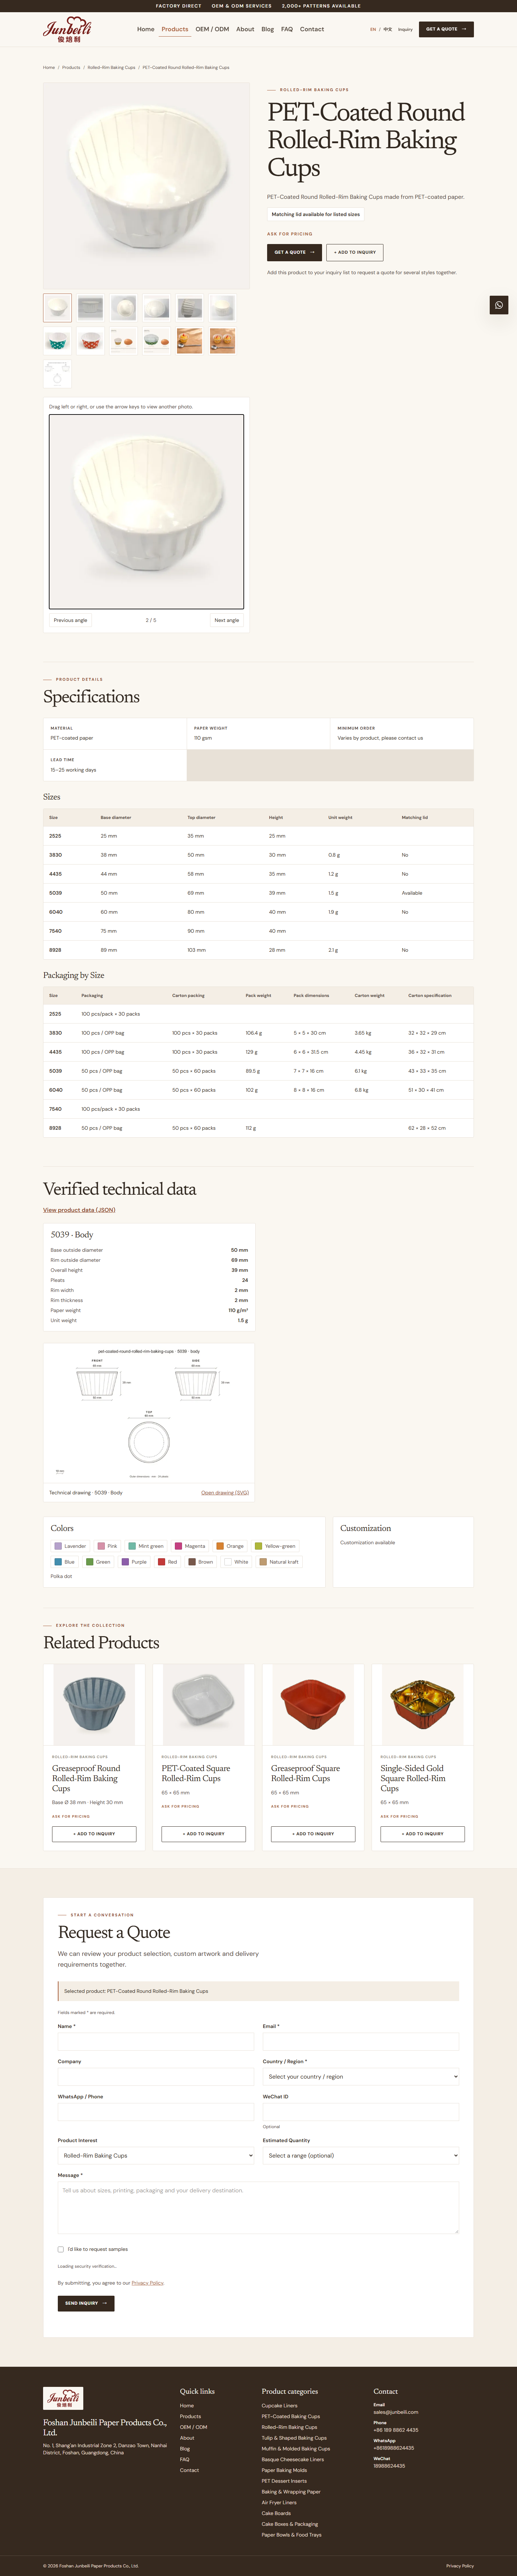 FACTORY DIRECT OEM & ODM SERVICES 2,000+ PATTERNS AVAILABLE
Junbeili
俊焙利
Home Products OEM / ODM About Blog FAQ Contact
EN / 中文 Inquiry GET A QUOTE →
Home / Products / Rolled-Rim Baking Cups / PET-Coated Round Rolled-Rim Baking Cups
ROLLED-RIM BAKING CUPS
PET-Coated Round
Rolled-Rim Baking
Cups
PET-Coated Round Rolled-Rim Baking Cups made from PET-coated paper.
Matching lid available for listed sizes
ASK FOR PRICING
GET A QUOTE → + ADD TO INQUIRY
Add this product to your inquiry list to request a quote for several styles together.
Drag left or right, or use the arrow keys to view another photo.
Previous angle 2 / 5 Next angle
PRODUCT DETAILS
Specifications
MATERIAL PAPER WEIGHT MINIMUM ORDER
PET-coated paper 110 gsm Varies by product, please contact us
LEAD TIME
15–25 working days
Sizes
Size Base diameter Top diameter Height Unit weight Matching lid
2525 25 mm 35 mm 25 mm
3830 38 mm 50 mm 30 mm 0.8 g No
4435 44 mm 58 mm 35 mm 1.2 g No
5039 50 mm 69 mm 39 mm 1.5 g Available
6040 60 mm 80 mm 40 mm 1.9 g No
7540 75 mm 90 mm 40 mm
8928 89 mm 103 mm 28 mm 2.1 g No
Packaging by Size
Size Packaging Carton packing Pack weight Pack dimensions Carton weight Carton specification
2525 100 pcs/pack × 30 packs
3830 100 pcs / OPP bag 100 pcs × 30 packs 106.4 g 5 × 5 × 30 cm 3.65 kg 32 × 32 × 29 cm
4435 100 pcs / OPP bag 100 pcs × 30 packs 129 g 6 × 6 × 31.5 cm 4.45 kg 36 × 32 × 31 cm
5039 50 pcs / OPP bag 50 pcs × 60 packs 89.5 g 7 × 7 × 16 cm 6.1 kg 43 × 33 × 35 cm
6040 50 pcs / OPP bag 50 pcs × 60 packs 102 g 8 × 8 × 16 cm 6.8 kg 51 × 30 × 41 cm
7540 100 pcs/pack × 30 packs
8928 50 pcs / OPP bag 50 pcs × 60 packs 112 g 62 × 28 × 52 cm
Verified technical data
View product data (JSON)
5039 · Body
Base outside diameter 50 mm
Rim outside diameter 69 mm
Overall height 39 mm
Pleats 24
Rim width 2 mm
Rim thickness 2 mm
Paper weight 110 g/m²
Unit weight 1.5 g
pet-coated-round-rolled-rim-baking-cups · 5039 · body
FRONT SIDE
TOP
Technical drawing · 5039 · Body Open drawing (SVG)
Colors
Lavender Pink Mint green Magenta Orange Yellow-green
Blue Green Purple Red Brown White Natural kraft
Polka dot
Customization
Customization available
EXPLORE THE COLLECTION
Related Products
ROLLED-RIM BAKING CUPS
Greaseproof Round
Rolled-Rim Baking
Cups
Base Ø 38 mm · Height 30 mm
ASK FOR PRICING
+ ADD TO INQUIRY
ROLLED-RIM BAKING CUPS
PET-Coated Square
Rolled-Rim Cups
65 × 65 mm
ASK FOR PRICING
+ ADD TO INQUIRY
ROLLED-RIM BAKING CUPS
Greaseproof Square
Rolled-Rim Cups
65 × 65 mm
ASK FOR PRICING
+ ADD TO INQUIRY
ROLLED-RIM BAKING CUPS
Single-Sided Gold
Square Rolled-Rim
Cups
65 × 65 mm
ASK FOR PRICING
+ ADD TO INQUIRY
START A CONVERSATION
Request a Quote
We can review your product selection, custom artwork and delivery
requirements together.
Selected product: PET-Coated Round Rolled-Rim Baking Cups
Fields marked * are required.
Name * Email *
Company Country / Region *
Select your country / region
WhatsApp / Phone WeChat ID
Optional
Product Interest Estimated Quantity
Rolled-Rim Baking Cups Select a range (optional)
Message *
Tell us about sizes, printing, packaging and your delivery destination.
I'd like to request samples
Loading security verification…
By submitting, you agree to our Privacy Policy.
SEND INQUIRY →
Junbeili
俊焙利
Foshan Junbeili Paper Products Co.,
Ltd.
No. 1, Shang'an Industrial Zone 2, Danzao Town, Nanhai
District, Foshan, Guangdong, China
Quick links
Home
Products
OEM / ODM
About
Blog
FAQ
Contact
Product categories
Cupcake Liners
PET-Coated Baking Cups
Rolled-Rim Baking Cups
Tulip & Shaped Baking Cups
Muffin & Molded Baking Cups
Basque Cheesecake Liners
Paper Baking Molds
PET Dessert Inserts
Baking & Wrapping Paper
Air Fryer Liners
Cake Boards
Cake Boxes & Packaging
Paper Bowls & Food Trays
Contact
Email
sales@junbeili.com
Phone
+86 189 8862 4435
WhatsApp
+8618988624435
WeChat
18988624435
© 2026 Foshan Junbeili Paper Products Co., Ltd. Privacy Policy